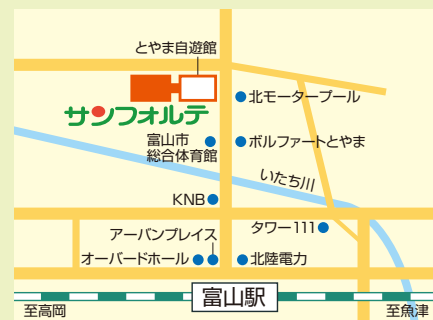 とやま自遊館
サンフォルテ
北モータープール
富山市
総合体育館
ボルファートとやま
いたち川
KNB
タワー111
アーバンプレイス
オーバードホール
北陸電力
富山駅
至高岡
至魚津